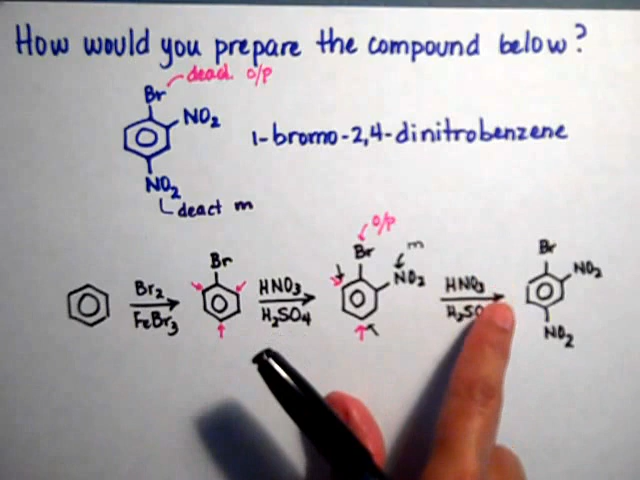 How would you prepare the compound below?
deact. o/p
Br
NO2
1-bromo-2,4-dinitrobenzene
NO2
deact m
o/p
Br
Br
m
Br
Br2
HNO3
NO2
HNO3
NO2
FeBr3
H2SO4
NO2